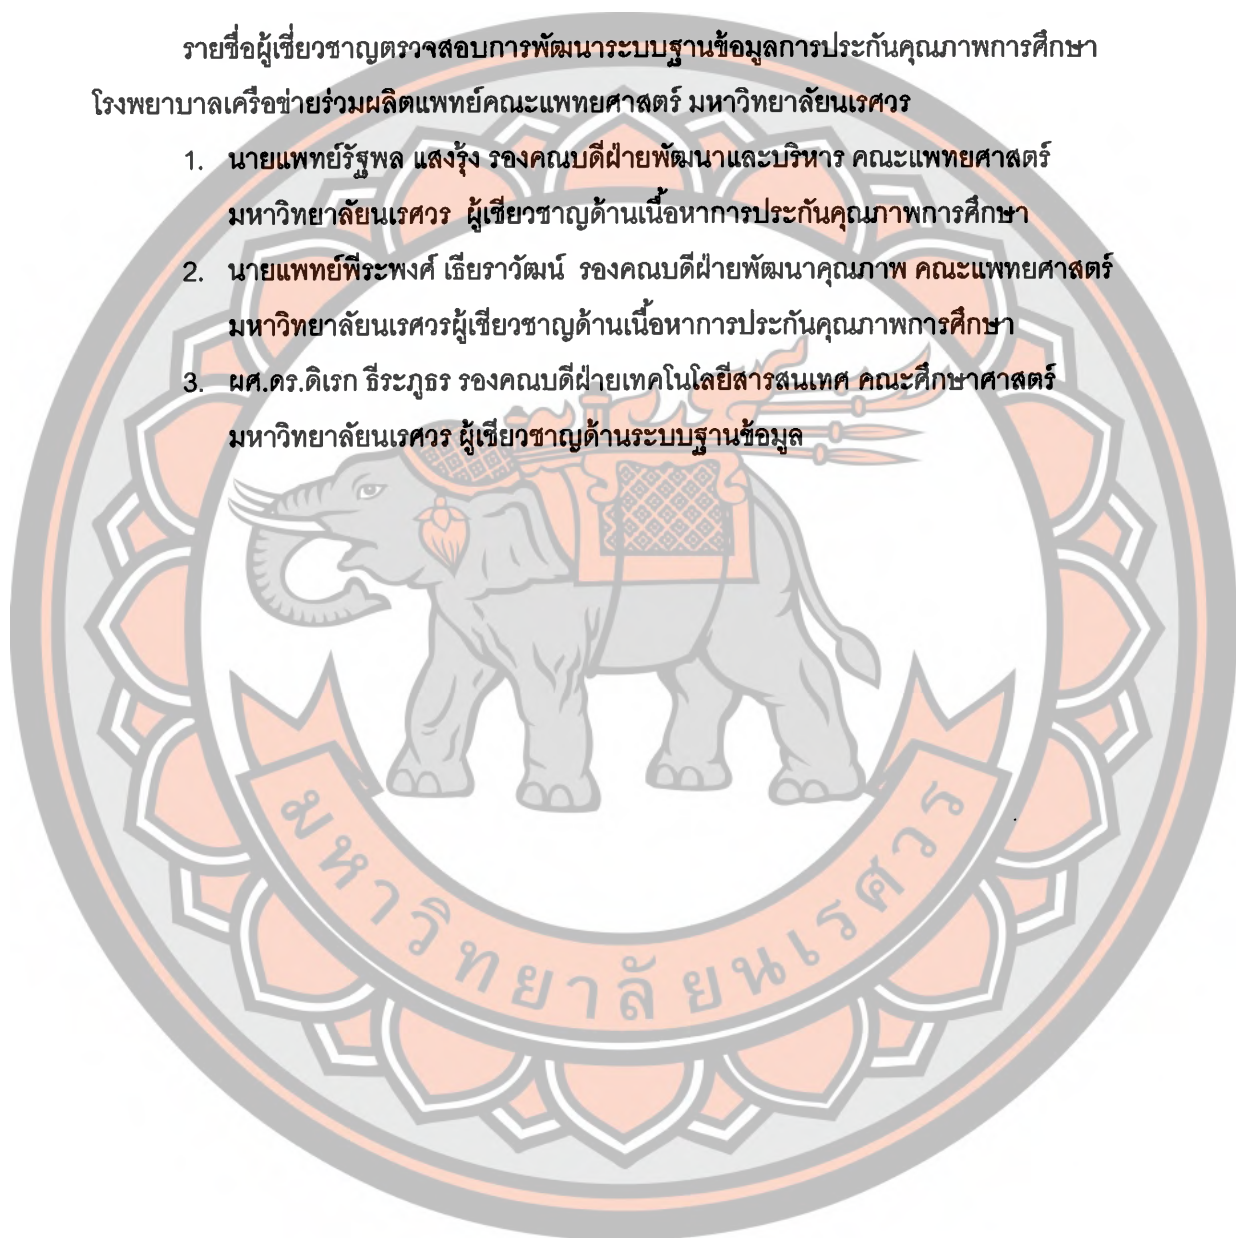 รายชื่อผู้เชี่ยวชาญตรวจสอบการพัฒนาระบบฐานข้อมูลการประกันคุณภาพการศึกษา
โรงพยาบาลเครือข่ายร่วมผลิตแพทย์คณะแพทยศาสตร์ มหาวิทยาลัยนเรศวร
1. นายแพทย์รัฐพล แสงรุ้ง รองคณบดีฝ่ายพัฒนาและบริหาร คณะแพทยศาสตร์
มหาวิทยาลัยนเรศวร ผู้เชียวชาญด้านเนื้อหาการประกันคุณภาพการศึกษา
2. นายแพทย์พีระพงศ์ เธียราวัฒน์ รองคณบดีฝ่ายพัฒนาคุณภาพ คณะแพทยศาสตร์
มหาวิทยาลัยนเรศวรผู้เชียวชาญด้านเนื้อหาการประกันคุณภาพการศึกษา
3. ผศ.ดร.ดิเรก ธีระภูธร รองคณบดีฝ่ายเทคโนโลยีสารสนเทศ คณะศึกษาศาสตร์
มหาวิทยาลัยนเรศวร ผู้เชียวชาญด้านระบบฐานข้อมูล
มหาวิทยาลัยนเรศวร